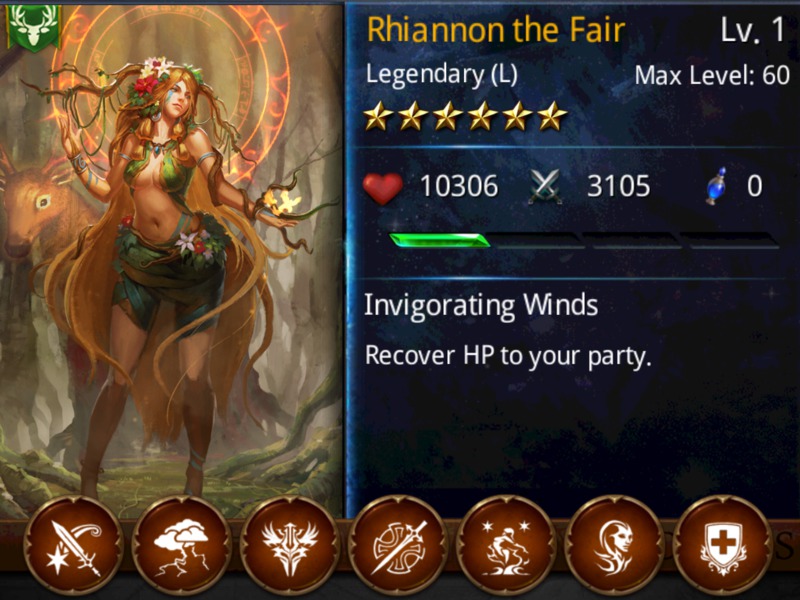 Rhiannon the Fair Lv. 1
Legendary (L) Max Level: 60
10306 3105 0
Invigorating Winds
Recover HP to your party.